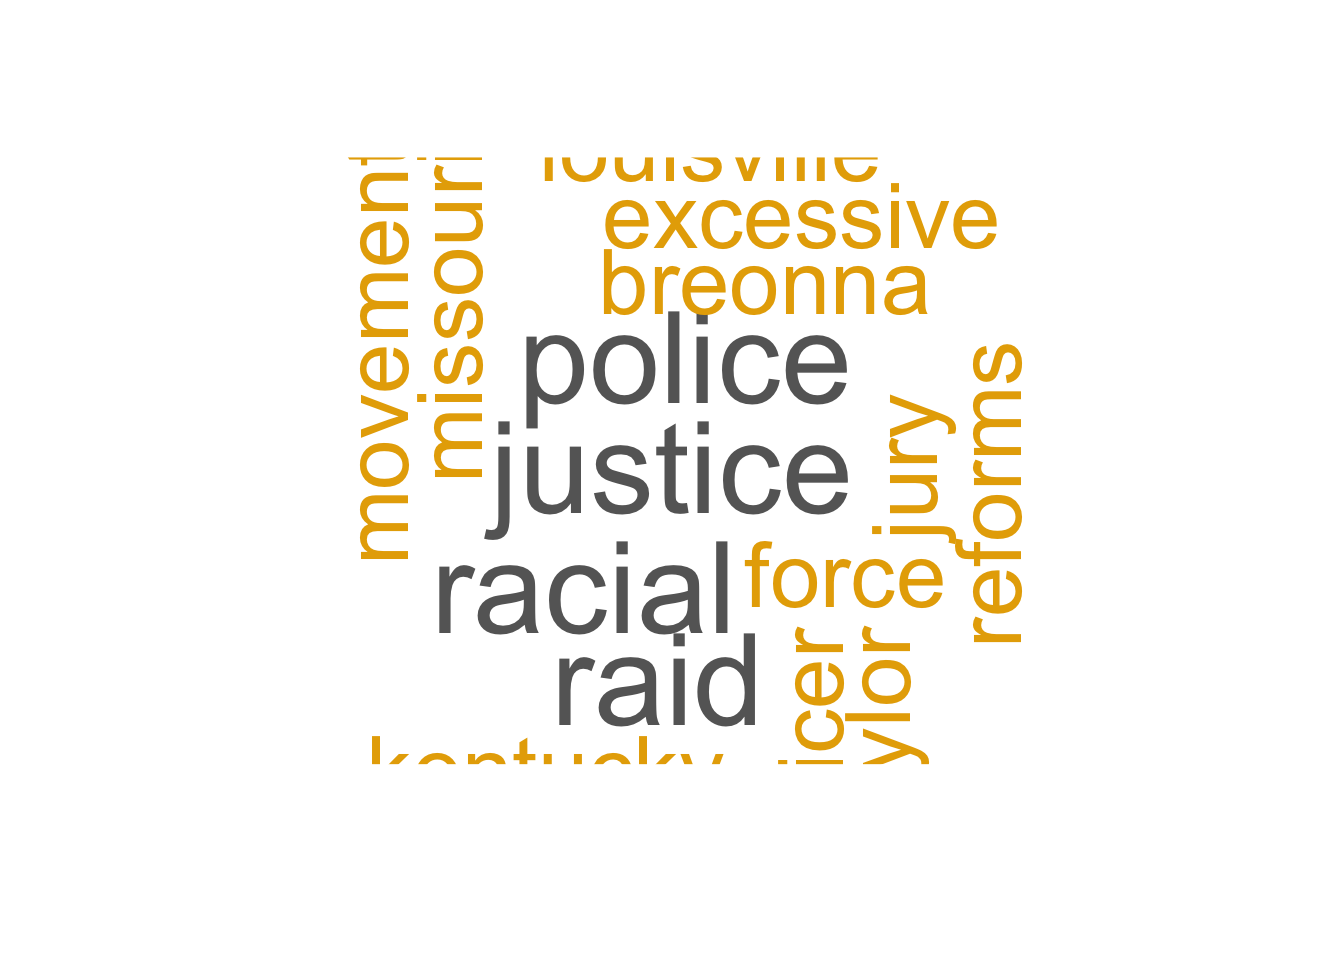 movement
missouri
louisville
excessive
breonna
police
justice
jury
reforms
racial
force
raid
icer
ylor
kentucky